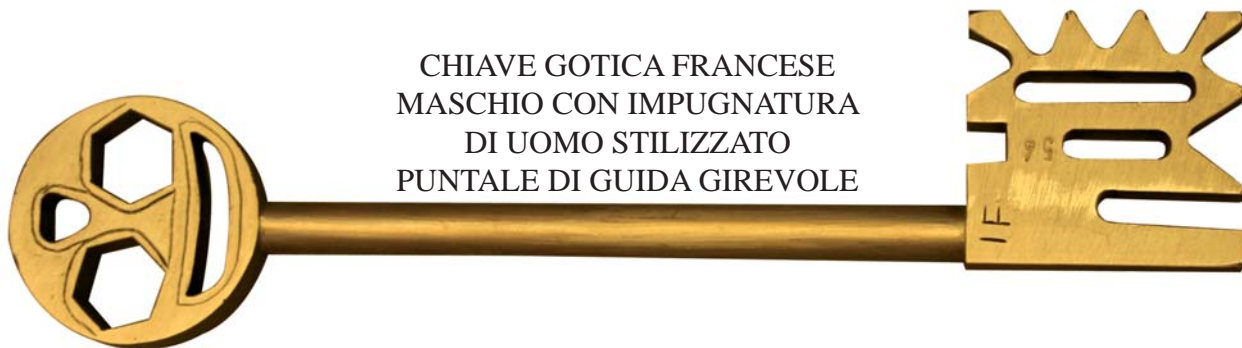 CHIAVE GOTICA FRANCESE
MASCHIO CON IMPUGNATURA
DI UOMO STILIZZATO
PUNTALE DI GUIDA GIREVOLE
IF